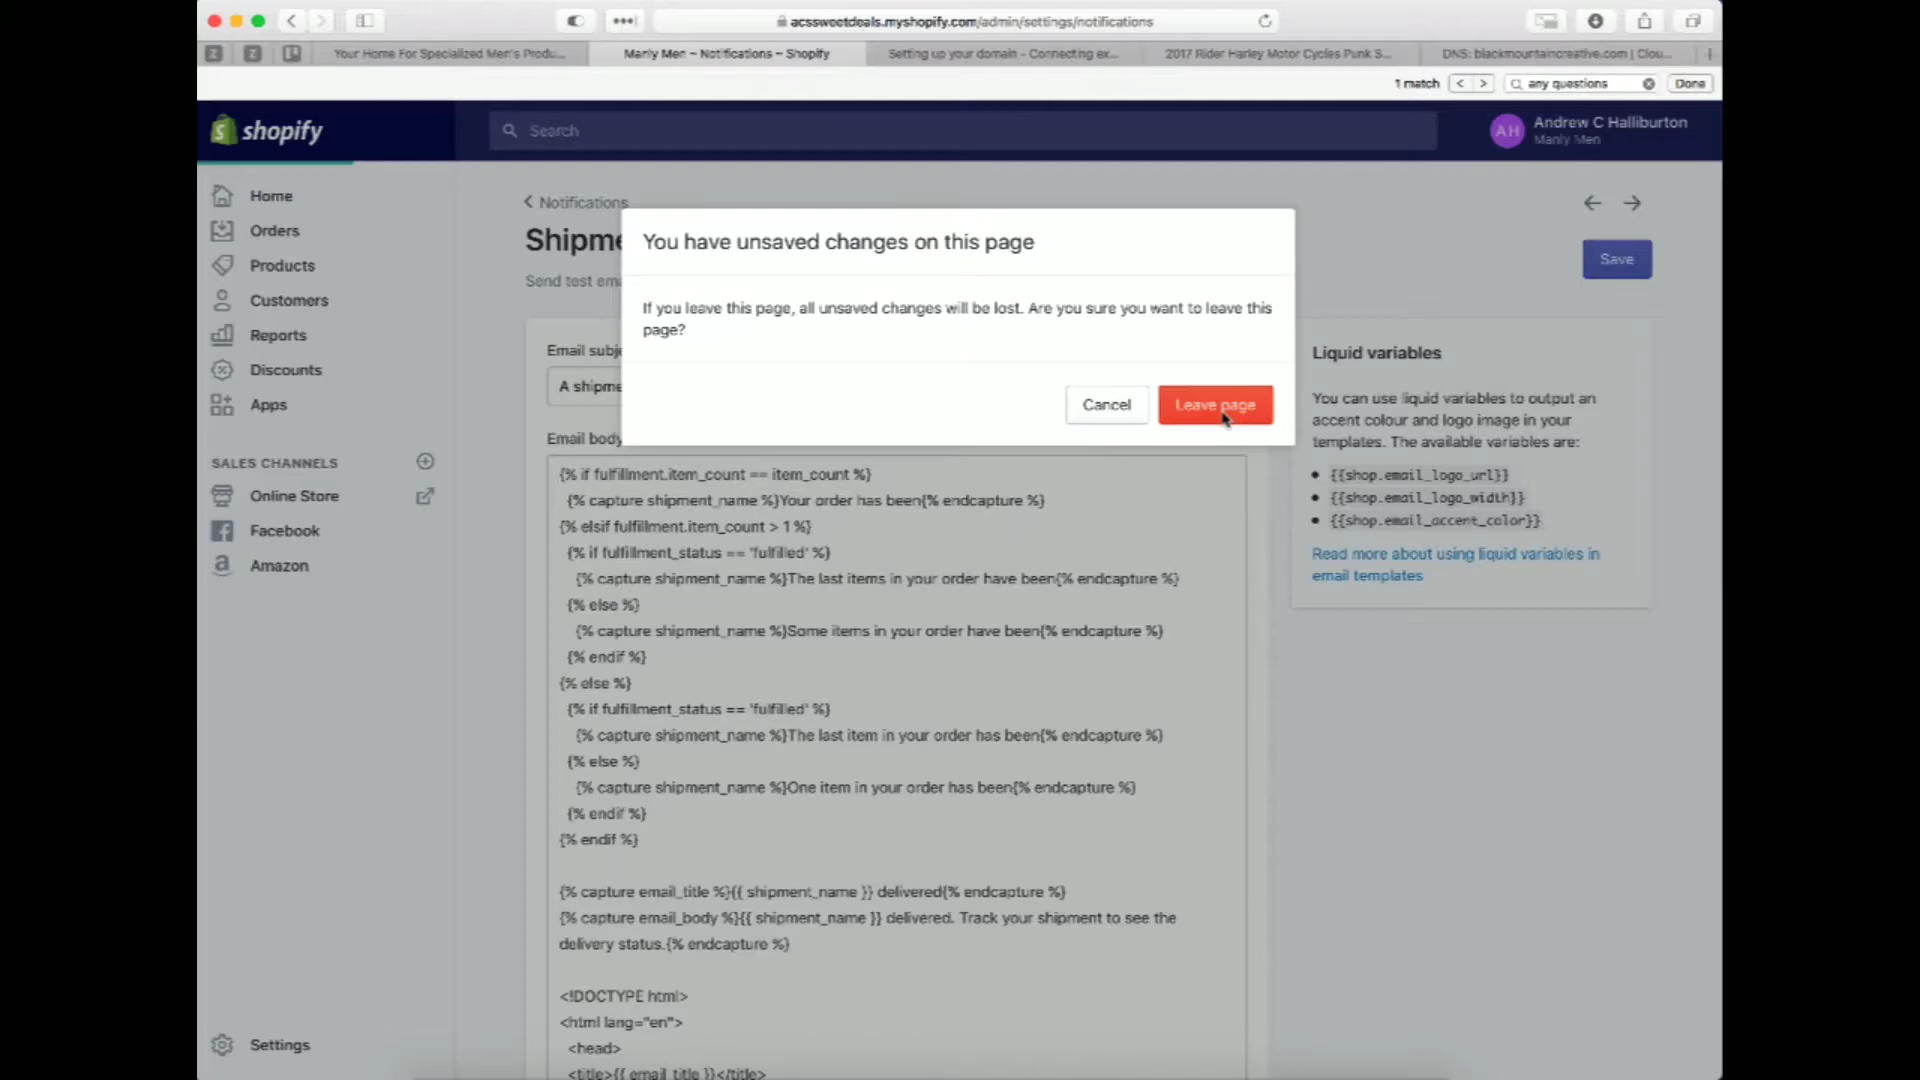 acssweetdeals.myshopify.com/admin/settings/notifications
Your Home For Specialized Men's Produ...
Manly Men ~ Notifications ~ Shopify
Setting up your domain - Connecting ex...
2017 Rider Harley Motor Cycles Punk S...
DNS: blackmountaincreative.com | Clou...
1 match
any questions
Done
shopify
Search
AH
Andrew C Halliburton
Manly Men
Home
Orders
Products
Customers
Reports
Discounts
Apps
SALES CHANNELS
Online Store
Facebook
Amazon
Settings
Notifications
Shipme
Send test ema
Save
You have unsaved changes on this page
If you leave this page, all unsaved changes will be lost. Are you sure you want to leave this
page?
Cancel
Leave page
Email subje
A shipme
Email body
{% if fulfillment.item_count == item_count %}
{% capture shipment_name %}Your order has been{% endcapture %}
{% elsif fulfillment.item_count > 1 %}
{% if fulfillment_status == 'fulfilled' %}
{% capture shipment_name %}The last items in your order have been{% endcapture %}
{% else %}
{% capture shipment_name %}Some items in your order have been{% endcapture %}
{% endif %}
{% else %}
{% if fulfillment_status == 'fulfilled' %}
{% capture shipment_name %}The last item in your order has been{% endcapture %}
{% else %}
{% capture shipment_name %}One item in your order has been{% endcapture %}
{% endif %}
{% endif %}
{% capture email_title %}{{ shipment_name }} delivered{% endcapture %}
{% capture email_body %}{{ shipment_name }} delivered. Track your shipment to see the
delivery status.{% endcapture %}
<!DOCTYPE html>
<html lang="en">
<head>
<title>{{ email_title }}</title>
Liquid variables
You can use liquid variables to output an
accent colour and logo image in your
templates. The available variables are:
{{shop.email_logo_url}}
{{shop.email_logo_width}}
{{shop.email_accent_color}}
Read more about using liquid variables in
email templates